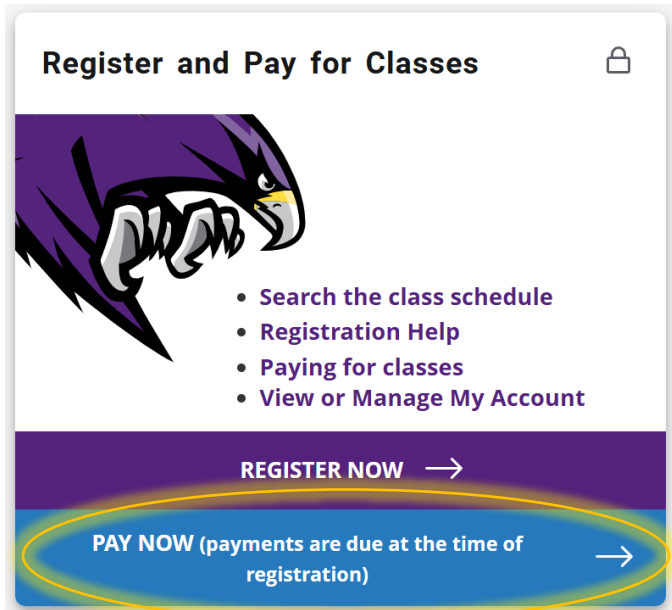 Register and Pay for Classes
Search the class schedule
Registration Help
Paying for classes
View or Manage My Account
REGISTER NOW
PAY NOW (payments are due at the time of
registration)